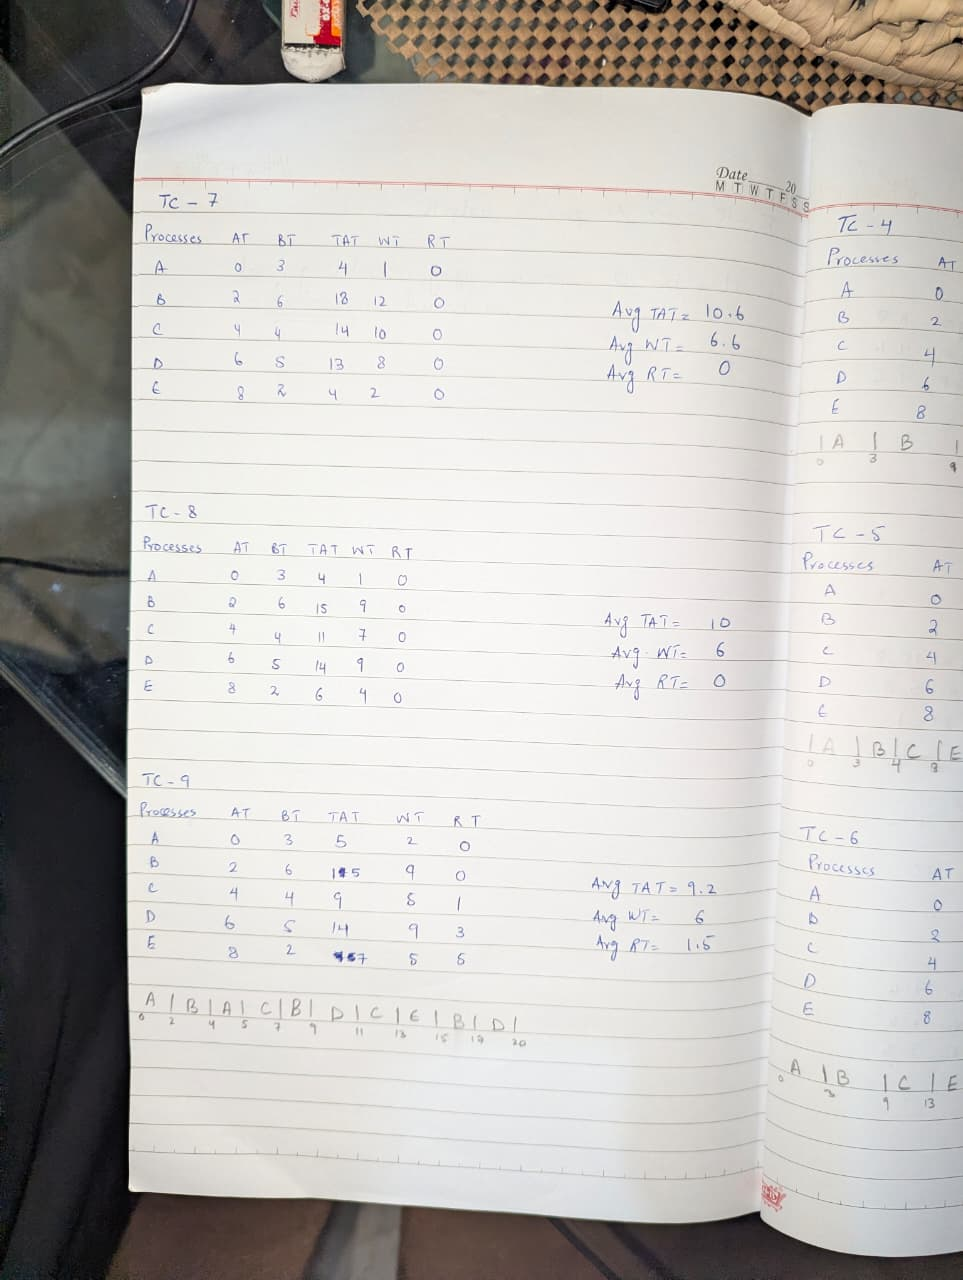 Date 20
M T W T F S S
TC - 7
Processes AT BT TAT WT RT
A 0 3 4 1 0
B 2 6 18 12 0
C 4 4 14 10 0
D 6 5 13 8 0
E 8 2 4 2 0
Avg TAT = 10.6
Avg WT = 6.6
Avg RT = 0
TC - 8
Processes AT BT TAT WT RT
A 0 3 4 1 0
B 2 6 15 9 0
C 4 4 11 7 0
D 6 5 14 9 0
E 8 2 6 4 0
Avg TAT = 10
Avg WT = 6
Avg RT = 0
TC - 9
Processes AT BT TAT WT RT
A 0 3 5 2 0
B 2 6 15 9 0
C 4 4 9 5 1
D 6 5 14 9 3
E 8 2 7 5 5
Avg TAT = 9.2
Avg WT = 6
Avg RT = 1.5
A | B | A | C | B | D | C | E | B | D |
0 2 4 5 7 9 11 13 15 17 20
TC - 4
Processes AT
A 0
B 2
C 4
D 6
E 8
| A | B |
0 3 9
TC - 5
Processes AT
A 0
B 2
C 4
D 6
E 8
| A | B | C | E
0 3 4 8
TC - 6
Processes AT
A 0
B 2
C 4
D 6
E 8
A | B | C | E
0 3 9 13